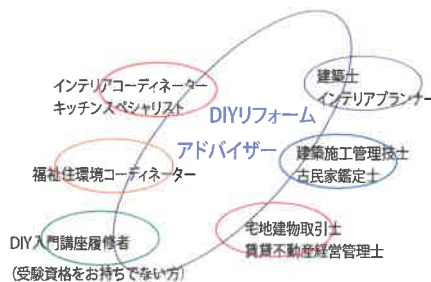 インテリアコーディネーター
キッチンスペシャリスト
建築士
インテリアプランナー
DIYリフォーム
アドバイザー
福祉住環境コーディネーター
建築施工管理技士
古民家鑑定士
DIY入門講座履修者
(受験資格をお持ちでない方)
宅地建物取引士
賃貸不動産経営管理士